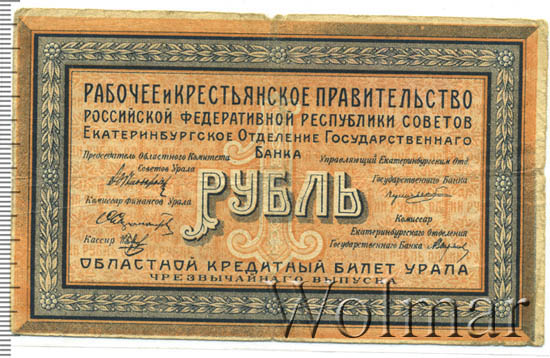 РАБОЧЕЕ и КРЕСТЬЯНСКОЕ ПРАВИТЕЛЬСТВО
РОССИЙСКОЙ ФЕДЕРАТИВНОЙ РЕСПУБЛИКИ СОВЕТОВ
ЕКАТЕРИНБУРГСКОЕ ОТДЕЛЕНИЕ ГОСУДАРСТВЕННАГО
БАНКА
Председатель Областного Комитета
Советов Урала
Комиссар финансов Урала
Кассир
Управляющий Екатеринбургским Отд.
Государственнаго Банка
Комиссар
Екатеринбургскаго Отделения
Государственнаго Банка
1
РУБЛЬ
ОБЛАСТНОЙ КРЕДИТНЫЙ БИЛЕТ УРАЛА
ЧРЕЗВЫЧАЙНАГО ВЫПУСКА
Wolmar